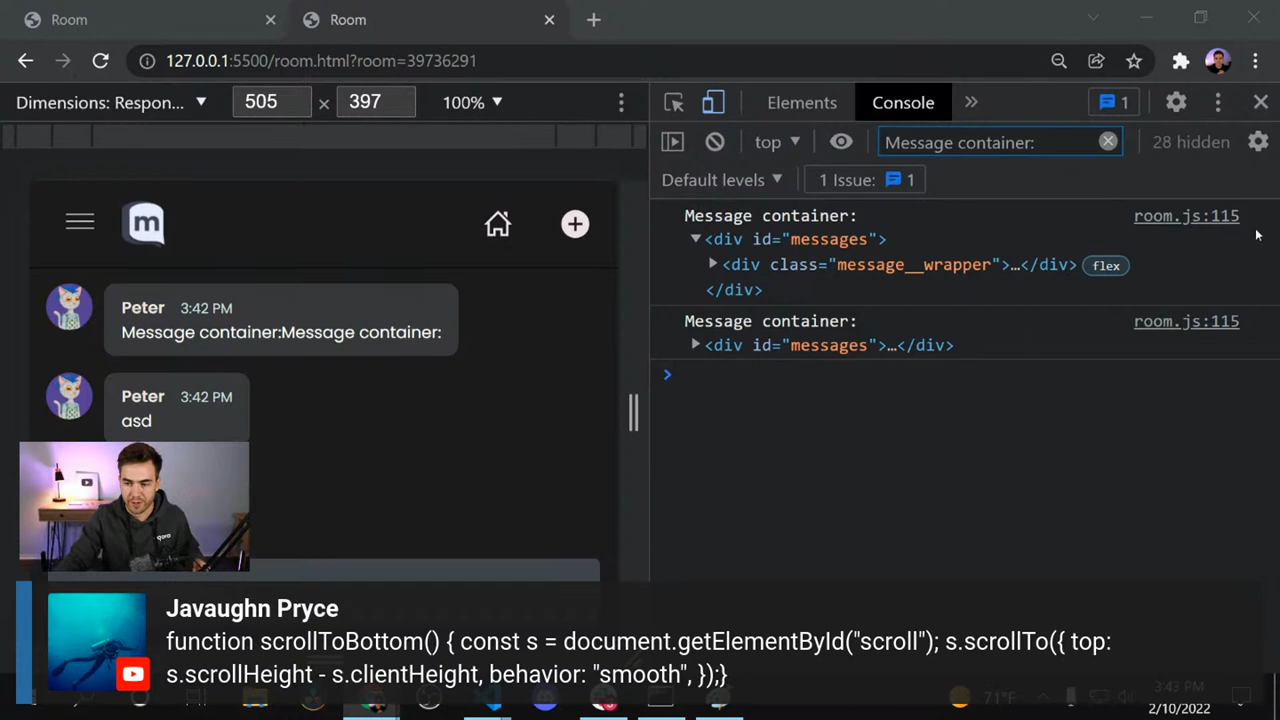 Room
Room
127.0.0.1:5500/room.html?room=39736291
Dimensions: Respon... 505 × 397 100%
Elements Console 1
top Message container: 28 hidden
Default levels 1 Issue: 1
m
Message container: room.js:115
<div id="messages">
<div class="message__wrapper">…</div> flex
</div>
Message container: room.js:115
<div id="messages">…</div>
Peter 3:42 PM
Message container:Message container:
Peter 3:42 PM
asd
Javaughn Pryce
function scrollToBottom() { const s = document.getElementById("scroll"); s.scrollTo({ top:
s.scrollHeight - s.clientHeight, behavior: "smooth", });}
71°F
3:43 PM
2/10/2022